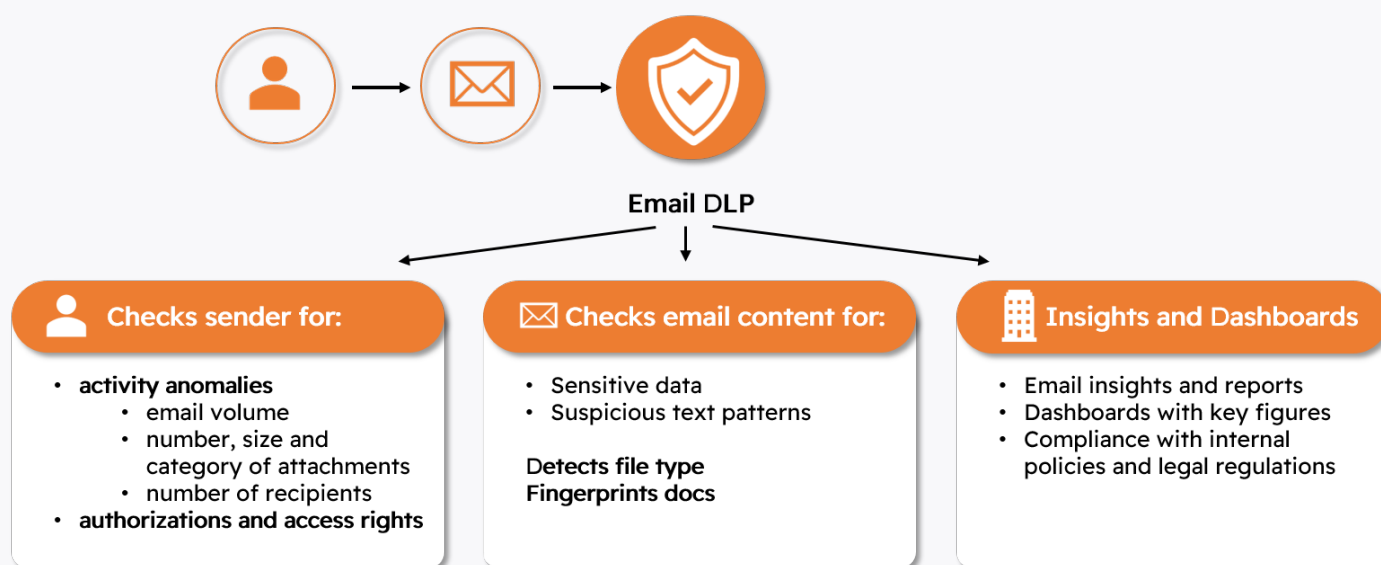 Email DLP
Checks sender for:
• activity anomalies
• email volume
• number, size and
category of attachments
• number of recipients
• authorizations and access rights
Checks email content for:
• Sensitive data
• Suspicious text patterns
Detects file type
Fingerprints docs
Insights and Dashboards
• Email insights and reports
• Dashboards with key figures
• Compliance with internal
policies and legal regulations